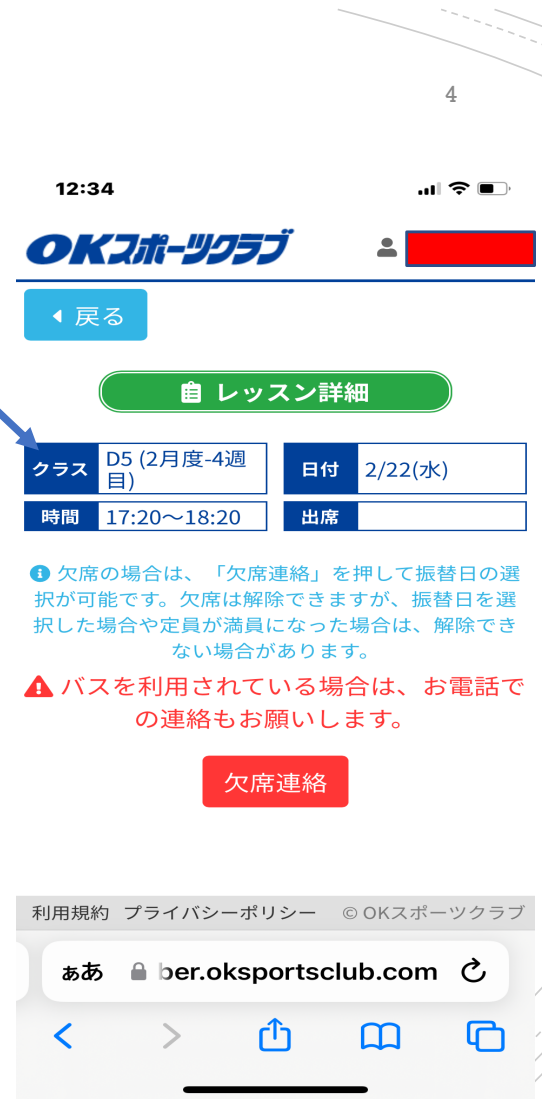 4
12:34
OKスポーツクラブ
戻る
レッスン詳細
クラス D5 (2月度-4週目) 日付 2/22(水)
時間 17:20～18:20 出席
欠席の場合は、「欠席連絡」を押して振替日の選
択が可能です。欠席は解除できますが、振替日を選
択した場合や定員が満員になった場合は、解除でき
ない場合があります。
バスを利用されている場合は、お電話で
の連絡もお願いします。
欠席連絡
利用規約 プライバシーポリシー © OKスポーツクラブ
ぁあ ber.oksportsclub.com